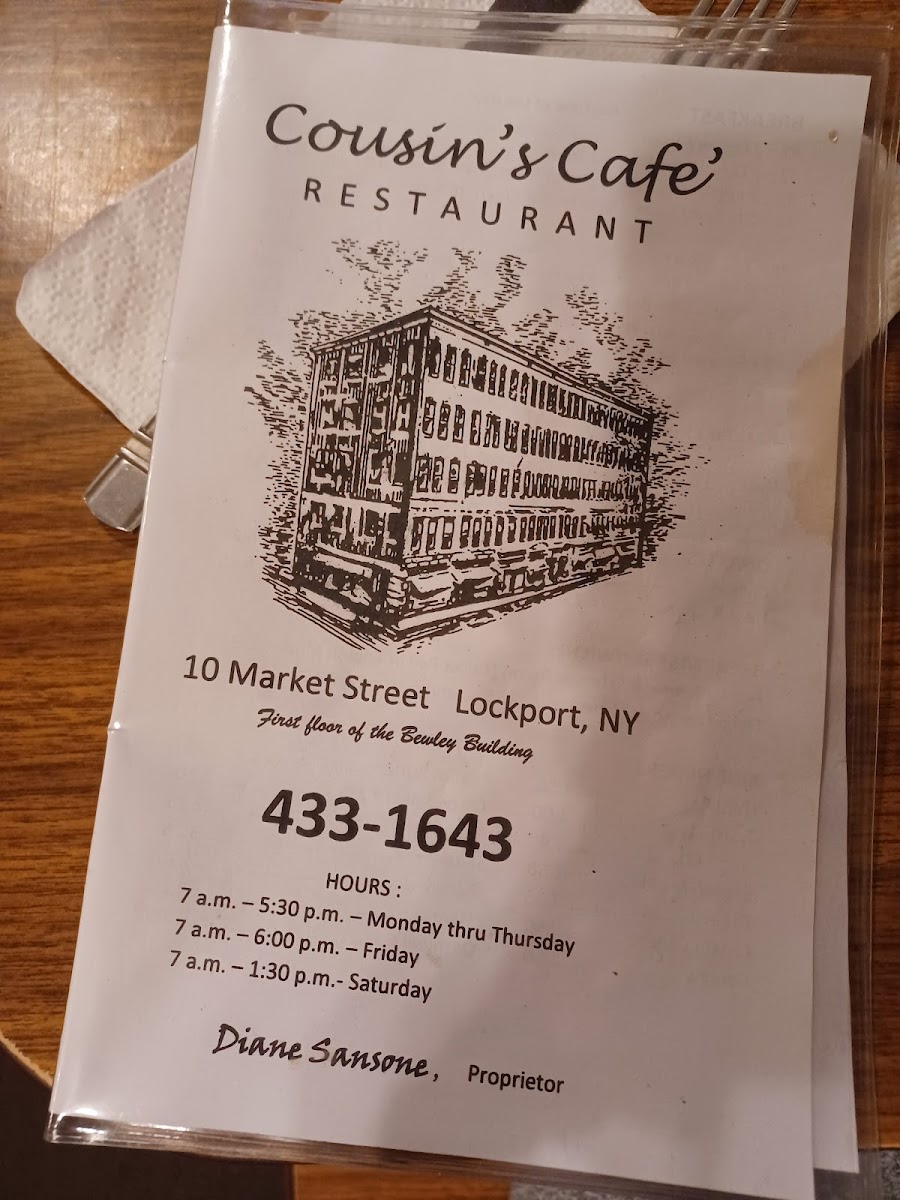 Cousin's Cafe'
RESTAURANT
10 Market Street Lockport, NY
First floor of the Bewley Building
433-1643
HOURS :
7 a.m. – 5:30 p.m. – Monday thru Thursday
7 a.m. – 6:00 p.m. – Friday
7 a.m. – 1:30 p.m.- Saturday
Diane Sansone, Proprietor